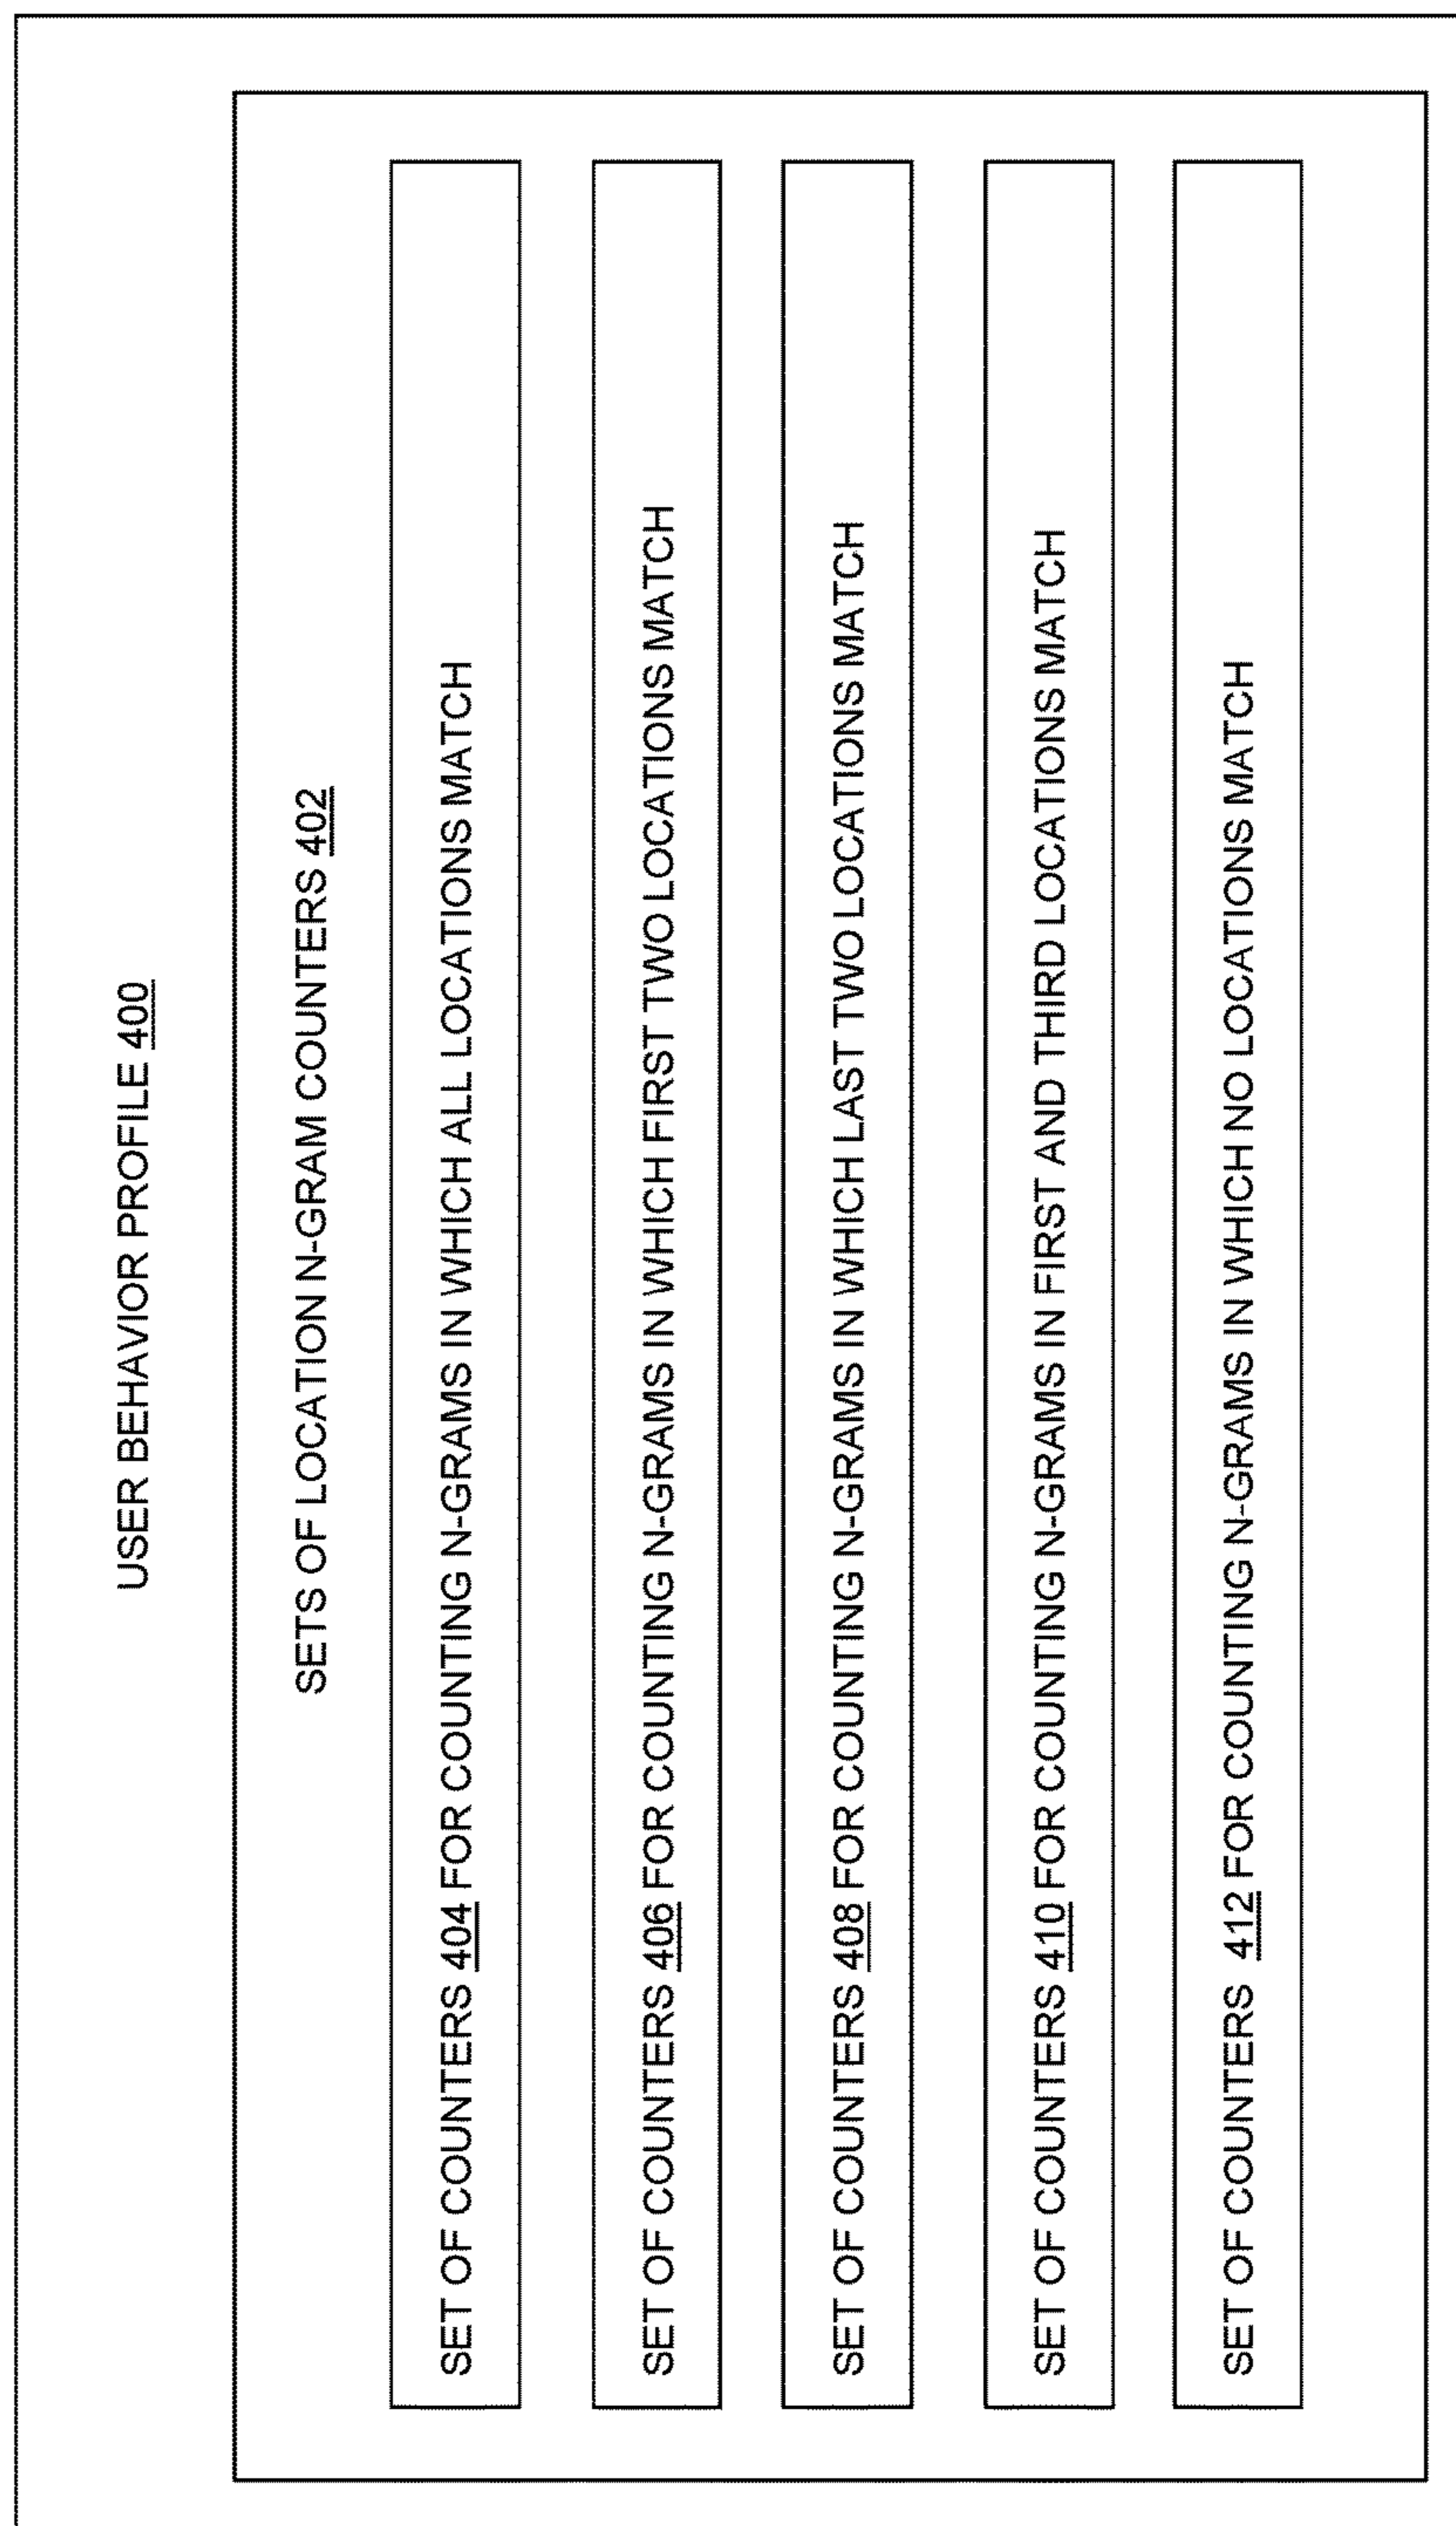 USER BEHAVIOR PROFILE 400
SETS OF LOCATION N-GRAM COUNTERS 402
SET OF COUNTERS 404 FOR COUNTING N-GRAMS IN WHICH ALL LOCATIONS MATCH
SET OF COUNTERS 406 FOR COUNTING N-GRAMS IN WHICH FIRST TWO LOCATIONS MATCH
SET OF COUNTERS 408 FOR COUNTING N-GRAMS IN WHICH LAST TWO LOCATIONS MATCH
SET OF COUNTERS 410 FOR COUNTING N-GRAMS IN FIRST AND THIRD LOCATIONS MATCH
SET OF COUNTERS 412 FOR COUNTING N-GRAMS IN WHICH NO LOCATIONS MATCH